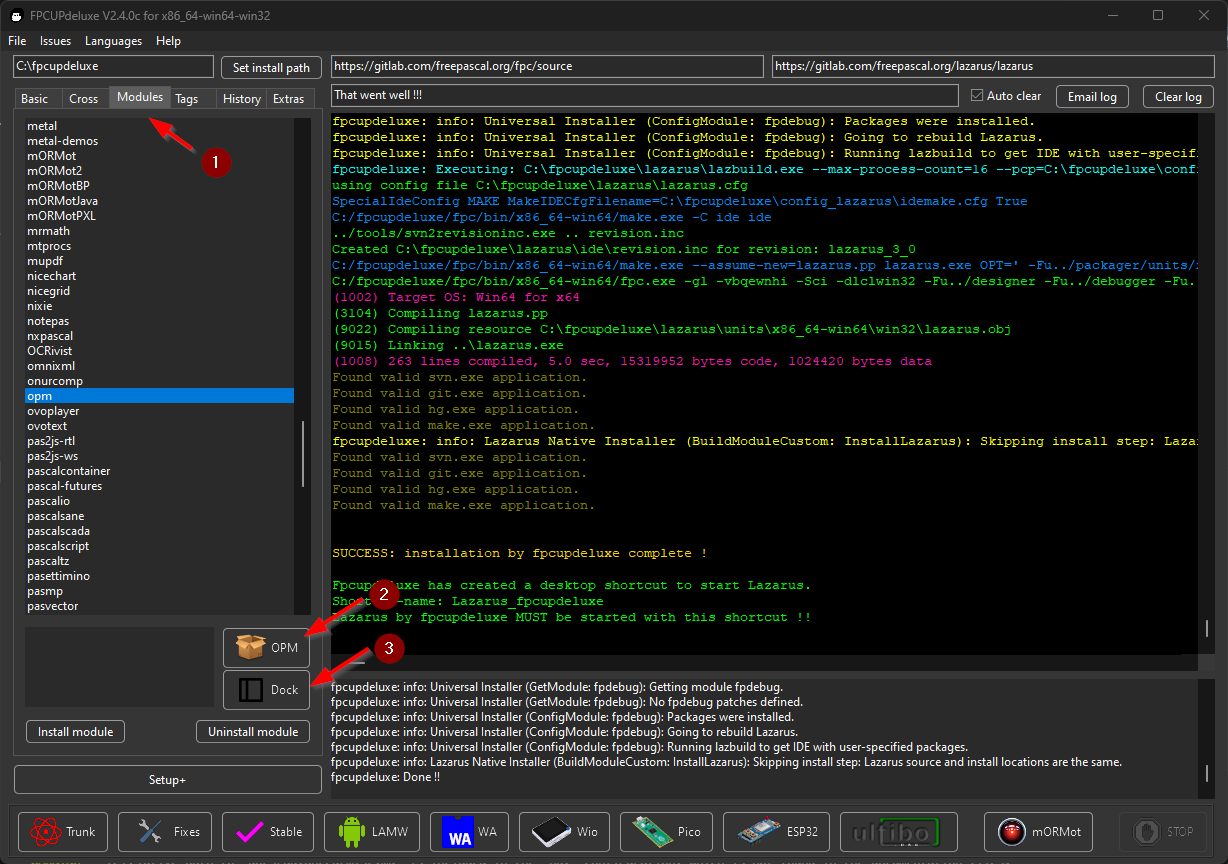 FPCUPdeluxe V2.4.0c for x86_64-win64-win32
File Issues Languages Help
C:\fpcupdeluxe
Set install path
https://gitlab.com/freepascal.org/fpc/source
https://gitlab.com/freepascal.org/lazarus/lazarus
Basic Cross Modules Tags History Extras
That went well !!!
Auto clear
Email log
Clear log
1
metal
metal-demos
mORMot
mORMot2
mORMotBP
mORMotJava
mORMotPXL
mrmath
mtprocs
mupdf
nicechart
nicegrid
nixie
notepas
nxpascal
OCRivist
omnixml
onurcomp
opm
ovoplayer
ovotext
pas2js-rtl
pas2js-ws
pascalcontainer
pascal-futures
pascalio
pascalsane
pascalscada
pascalscript
pascaltz
pasettimino
pasmp
pasvector
2
OPM
3
Dock
Install module
Uninstall module
Setup+
fpcupdeluxe: info: Universal Installer (ConfigModule: fpdebug): Packages were installed.
fpcupdeluxe: info: Universal Installer (ConfigModule: fpdebug): Going to rebuild Lazarus.
fpcupdeluxe: info: Universal Installer (ConfigModule: fpdebug): Running lazbuild to get IDE with user-specif
fpcupdeluxe: Executing: C:\fpcupdeluxe\lazarus\lazbuild.exe --max-process-count=16 --pcp=C:\fpcupdeluxe\conf
using config file C:\fpcupdeluxe\lazarus\lazarus.cfg
SpecialIdeConfig MAKE MakeIDECfgFilename=C:\fpcupdeluxe\config_lazarus\idemake.cfg True
C:/fpcupdeluxe/fpc/bin/x86_64-win64/make.exe -C ide ide
../tools/svn2revisioninc.exe .. revision.inc
Created C:\fpcupdeluxe\lazarus\ide\revision.inc for revision: lazarus_3_0
C:/fpcupdeluxe/fpc/bin/x86_64-win64/make.exe --assume-new=lazarus.pp lazarus.exe OPT=' -Fu../packager/units/
C:/fpcupdeluxe/fpc/bin/x86_64-win64/fpc.exe -gl -vbqewnhi -Sci -dlclwin32 -Fu../designer -Fu../debugger -Fu.
(1002) Target OS: Win64 for x64
(3104) Compiling lazarus.pp
(9022) Compiling resource C:\fpcupdeluxe\lazarus\units\x86_64-win64\win32\lazarus.obj
(9015) Linking ..\lazarus.exe
(1008) 263 lines compiled, 5.0 sec, 15319952 bytes code, 1024420 bytes data
Found valid svn.exe application.
Found valid git.exe application.
Found valid hg.exe application.
Found valid make.exe application.
fpcupdeluxe: info: Lazarus Native Installer (BuildModuleCustom: InstallLazarus): Skipping install step: Laza
Found valid svn.exe application.
Found valid git.exe application.
Found valid hg.exe application.
Found valid make.exe application.
SUCCESS: installation by fpcupdeluxe complete !
Fpcupdeluxe has created a desktop shortcut to start Lazarus.
Shortcut-name: Lazarus_fpcupdeluxe
Lazarus by fpcupdeluxe MUST be started with this shortcut !!
fpcupdeluxe: info: Universal Installer (GetModule: fpdebug): Getting module fpdebug.
fpcupdeluxe: info: Universal Installer (GetModule: fpdebug): No fpdebug patches defined.
fpcupdeluxe: info: Universal Installer (ConfigModule: fpdebug): Packages were installed.
fpcupdeluxe: info: Universal Installer (ConfigModule: fpdebug): Going to rebuild Lazarus.
fpcupdeluxe: info: Universal Installer (ConfigModule: fpdebug): Running lazbuild to get IDE with user-specified packages.
fpcupdeluxe: info: Lazarus Native Installer (BuildModuleCustom: InstallLazarus): Skipping install step: Lazarus source and install locations are the same.
fpcupdeluxe: Done !!
Trunk Fixes Stable LAMW WA WA Wio Pico ESP32 ultibo mORMot STOP